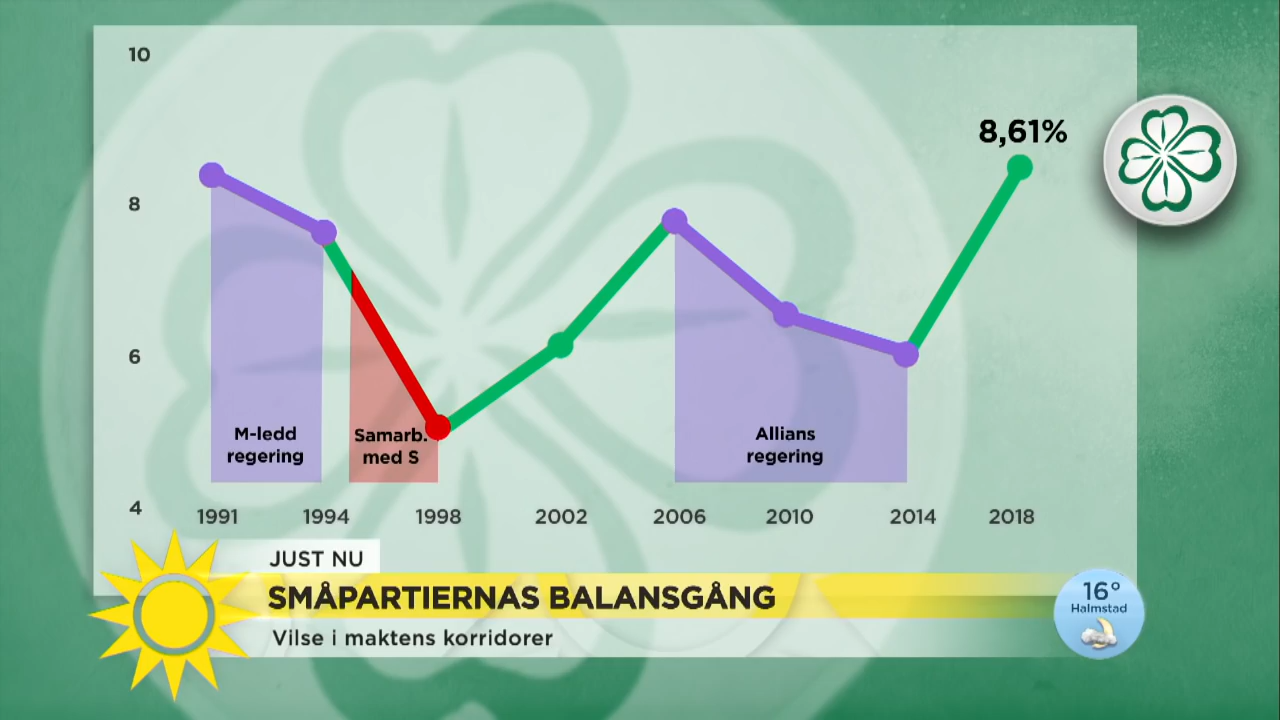 10
8,61%
8
6
M-ledd
regering
Samarb.
med S
Allians
regering
4
1991 1994 1998 2002 2006 2010 2014 2018
JUST NU
SMÅPARTIERNAS BALANSGÅNG
Vilse i maktens korridorer
16°
Halmstad